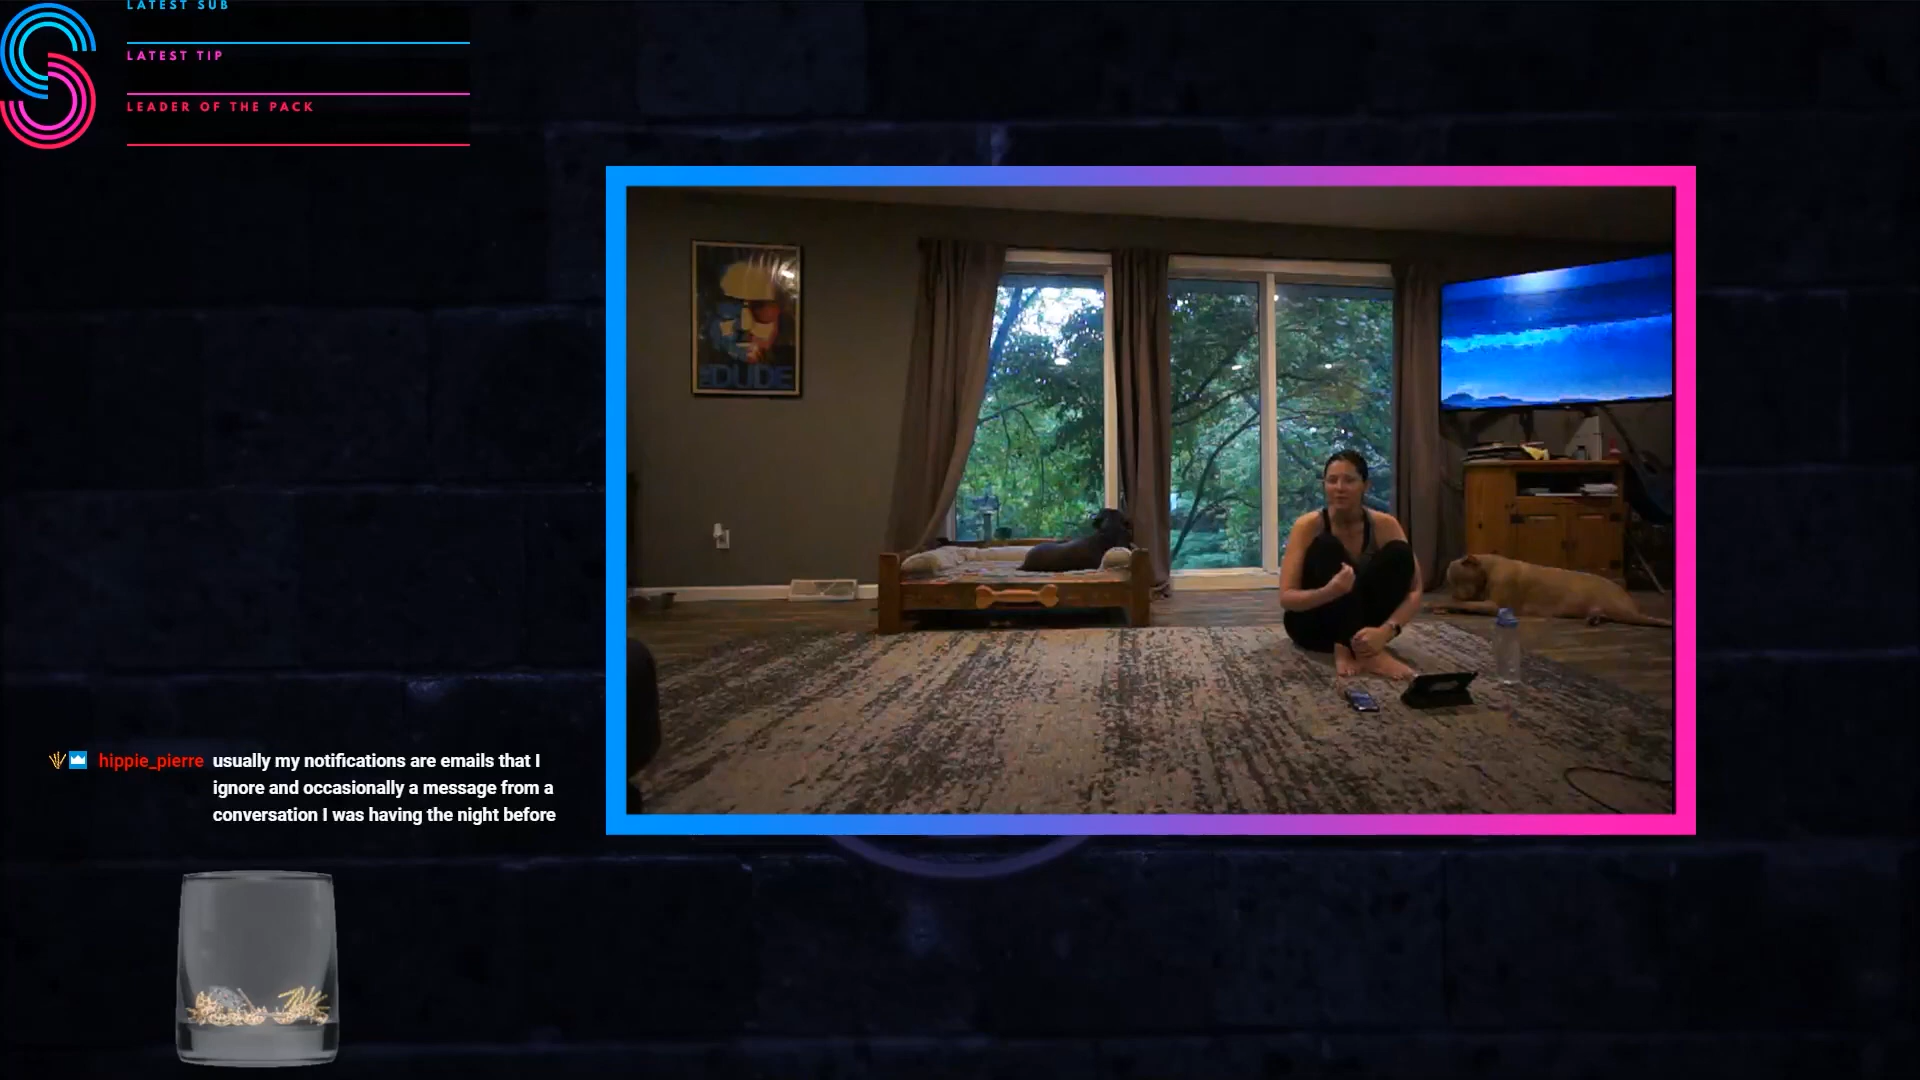 LATEST SUB
LATEST TIP
LEADER OF THE PACK
DUDE
hippie_pierre usually my notifications are emails that I
ignore and occasionally a message from a
conversation I was having the night before